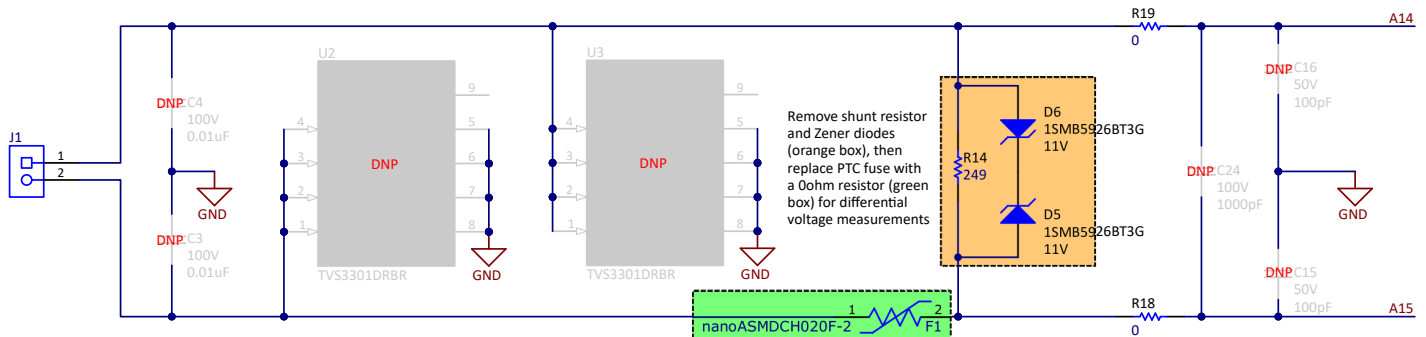 R19
0
A14
U2
U3
9
9
DNP
C4
100V
0.01uF
4
5
4
5
Remove shunt resistor
and Zener diodes
(orange box), then
replace PTC fuse with
a 0ohm resistor (green
box) for differential
voltage measurements
D6
1SMB5926BT3G
11V
DNP
C16
50V
100pF
J1
1
2
3
DNP
6
3
DNP
6
R14
249
DNP
C24
100V
1000pF
2
7
2
7
GND
GND
1
8
1
8
D5
1SMB5926BT3G
11V
DNP
C3
100V
0.01uF
GND
GND
TVS3301DRBR
TVS3301DRBR
DNP
C15
50V
100pF
1
2
nanoASMDCH020F-2
F1
R18
0
A15